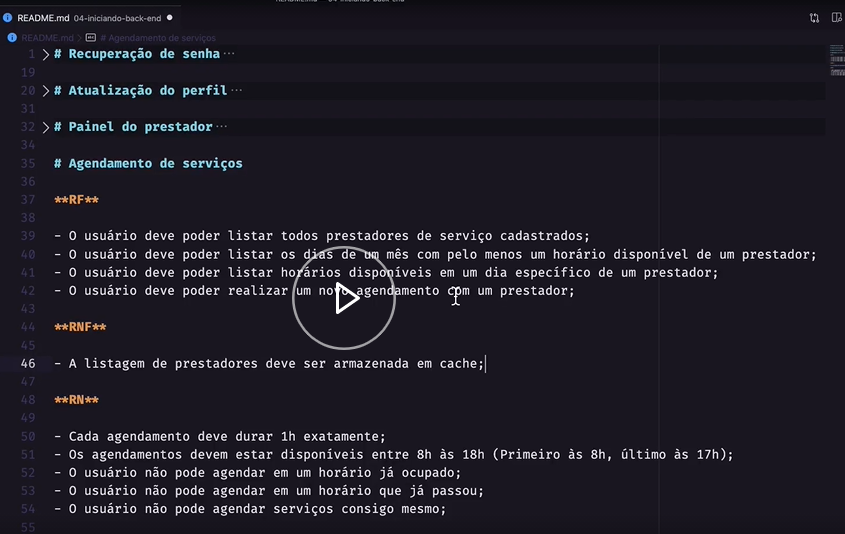 README.md 04-iniciando-back-end
README.md > # Agendamento de serviços
1 # Recuperação de senha ...
19
20 # Atualização do perfil ...
31
32 # Painel do prestador ...
34
35 # Agendamento de serviços
36
37 **RF**
38
39 - O usuário deve poder listar todos prestadores de serviço cadastrados;
40 - O usuário deve poder listar os dias de um mês com pelo menos um horário disponível de um prestador;
41 - O usuário deve poder listar horários disponíveis em um dia específico de um prestador;
42 - O usuário deve poder realizar um novo agendamento com um prestador;
43
44 **RNF**
45
46 - A listagem de prestadores deve ser armazenada em cache;
47
48 **RN**
49
50 - Cada agendamento deve durar 1h exatamente;
51 - Os agendamentos devem estar disponíveis entre 8h às 18h (Primeiro às 8h, último às 17h);
52 - O usuário não pode agendar em um horário já ocupado;
53 - O usuário não pode agendar em um horário que já passou;
54 - O usuário não pode agendar serviços consigo mesmo;
55